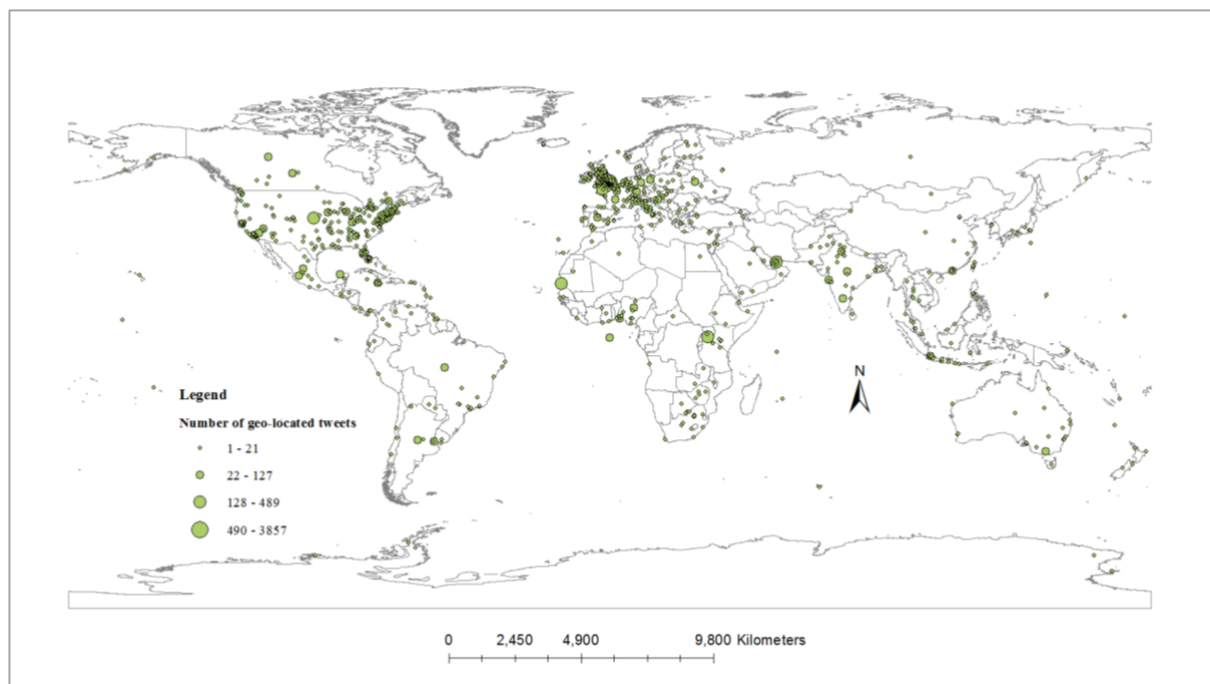 N
Legend
Number of geo-located tweets
1 - 21
22 - 127
128 - 489
490 - 3857
0 2,450 4,900 9,800 Kilometers